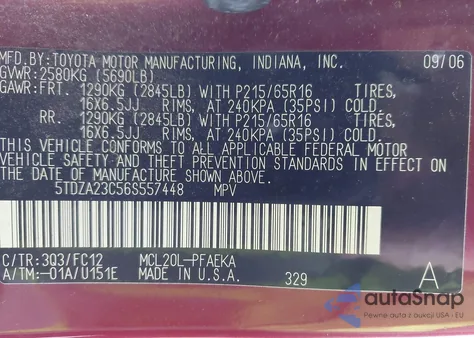 MFD.BY:TOYOTA MOTOR MANUFACTURING, INDIANA, INC. 09/06
GVWR:2580KG (5690LB)
GAWR:FRT. 1290KG (2845LB) WITH P215/65R16 TIRES,
16X6.5JJ RIMS, AT 240KPA (35PSI) COLD.
RR. 1290KG (2845LB) WITH P215/65R16 TIRES,
16X6.5JJ RIMS, AT 240KPA (35PSI) COLD.
THIS VEHICLE CONFORMS TO ALL APPLICABLE FEDERAL MOTOR
VEHICLE SAFETY AND THEFT PREVENTION STANDARDS IN EFFECT ON
THE DATE OF MANUFACTURE SHOWN ABOVE.
5TDZA23C56S557448 MPV
C/TR:3Q3/FC12 MCL20L-PFAEKA
A/TM:-01A/U151E MADE IN U.S.A. 329 A
autoSnap
Pewne auto z USA - EU